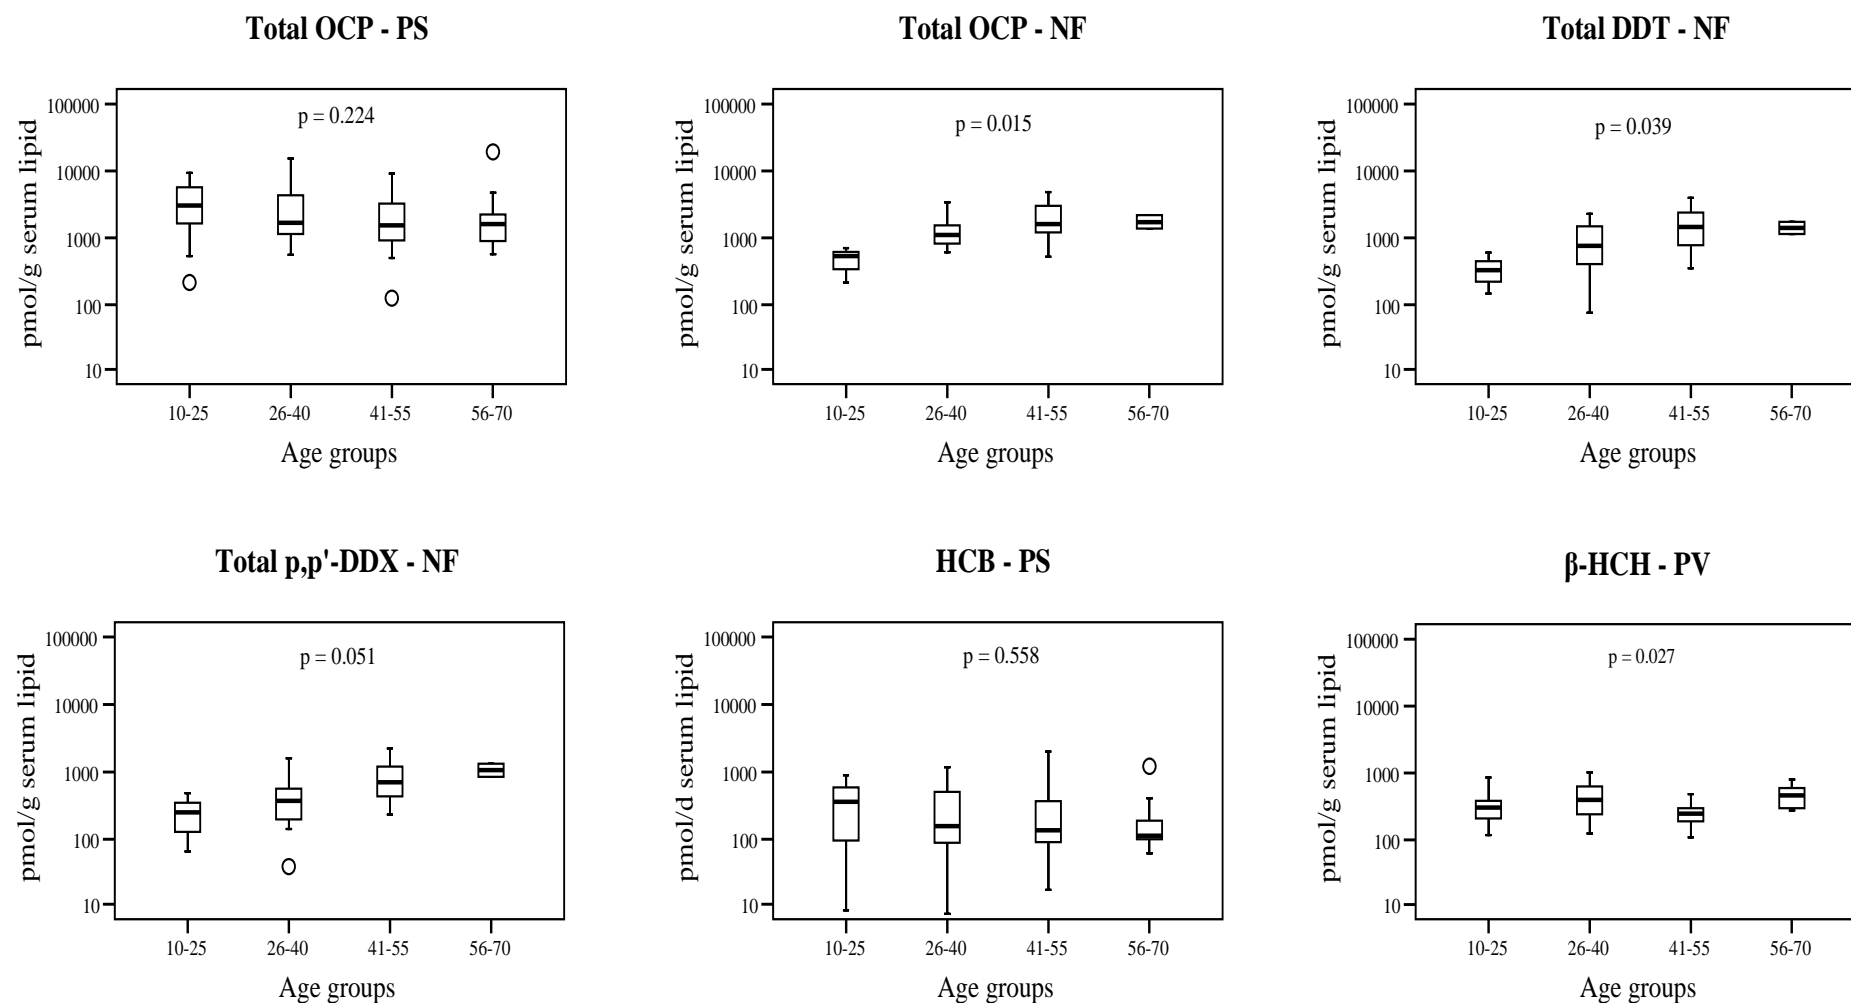 Total OCP - PS
100000
10000
1000
100
10
pmol/g serum lipid
p = 0.224
10-25 26-40 41-55 56-70
Age groups
Total OCP - NF
100000
10000
1000
100
10
pmol/g serum lipid
p = 0.015
10-25 26-40 41-55 56-70
Age groups
Total DDT - NF
100000
10000
1000
100
10
pmol/g serum lipid
p = 0.039
10-25 26-40 41-55 56-70
Age groups
Total p,p'-DDX - NF
100000
10000
1000
100
10
pmol/g serum lipid
p = 0.051
10-25 26-40 41-55 56-70
Age groups
HCB - PS
100000
10000
1000
100
10
pmol/d serum lipid
p = 0.558
10-25 26-40 41-55 56-70
Age groups
β-HCH - PV
100000
10000
1000
100
10
pmol/g serum lipid
p = 0.027
10-25 26-40 41-55 56-70
Age groups